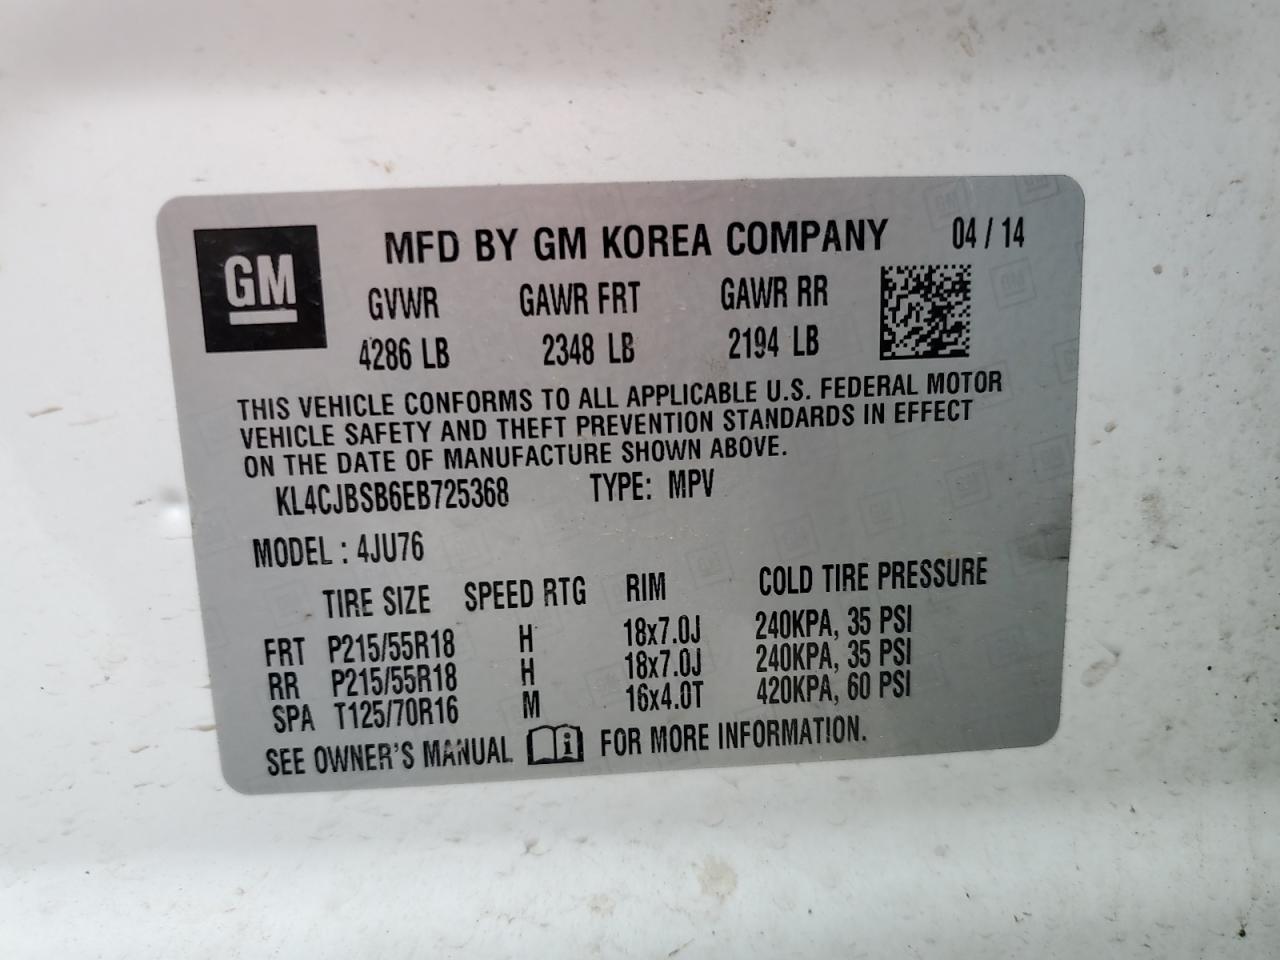 GM
MFD BY GM KOREA COMPANY 04 / 14
GVWR GAWR FRT GAWR RR
4286 LB 2348 LB 2194 LB
THIS VEHICLE CONFORMS TO ALL APPLICABLE U.S. FEDERAL MOTOR
VEHICLE SAFETY AND THEFT PREVENTION STANDARDS IN EFFECT
ON THE DATE OF MANUFACTURE SHOWN ABOVE.
KL4CJBSB6EB725368 TYPE: MPV
MODEL : 4JU76
TIRE SIZE SPEED RTG RIM COLD TIRE PRESSURE
FRT P215/55R18 H 18x7.0J 240KPA, 35 PSI
RR P215/55R18 H 18x7.0J 240KPA, 35 PSI
SPA T125/70R16 M 16x4.0T 420KPA, 60 PSI
SEE OWNER'S MANUAL i FOR MORE INFORMATION.